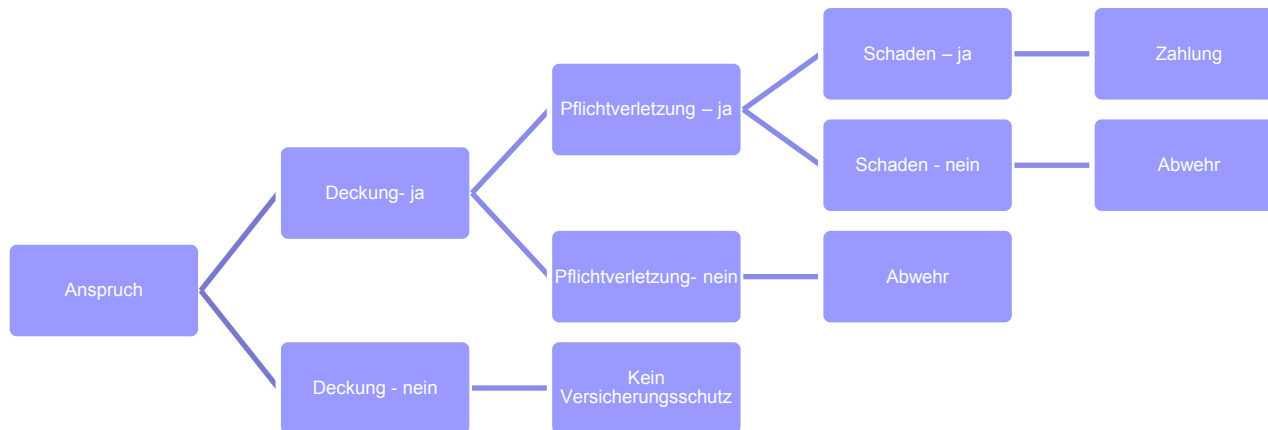 Schaden – ja
Zahlung
Pflichtverletzung – ja
Schaden - nein
Abwehr
Deckung- ja
Anspruch
Pflichtverletzung- nein
Abwehr
Deckung - nein
Kein
Versicherungsschutz